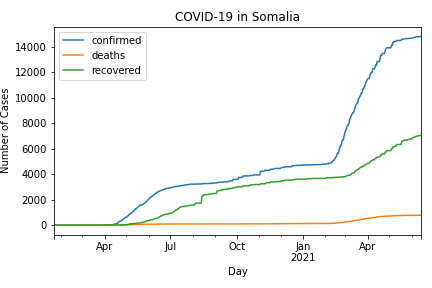 COVID-19 in Somalia
confirmed
deaths
recovered
Number of Cases
14000
12000
10000
8000
6000
4000
2000
0
Apr
Jul
Oct
Jan
2021
Apr
Day